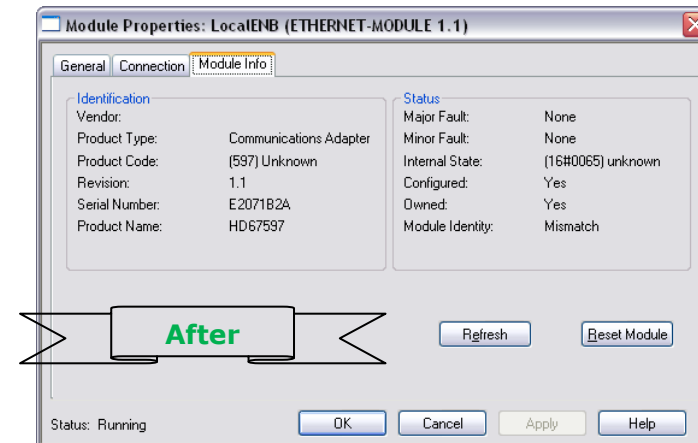 Module Properties: LocalENB (ETHERNET-MODULE 1.1)
General Connection Module Info
Identification
Vendor:
Product Type: Communications Adapter
Product Code: (597) Unknown
Revision: 1.1
Serial Number: E2071B2A
Product Name: HD67597
Status
Major Fault: None
Minor Fault: None
Internal State: (16#0065) unknown
Configured: Yes
Owned: Yes
Module Identity: Mismatch
After
Refresh Reset Module
Status: Running OK Cancel Apply Help